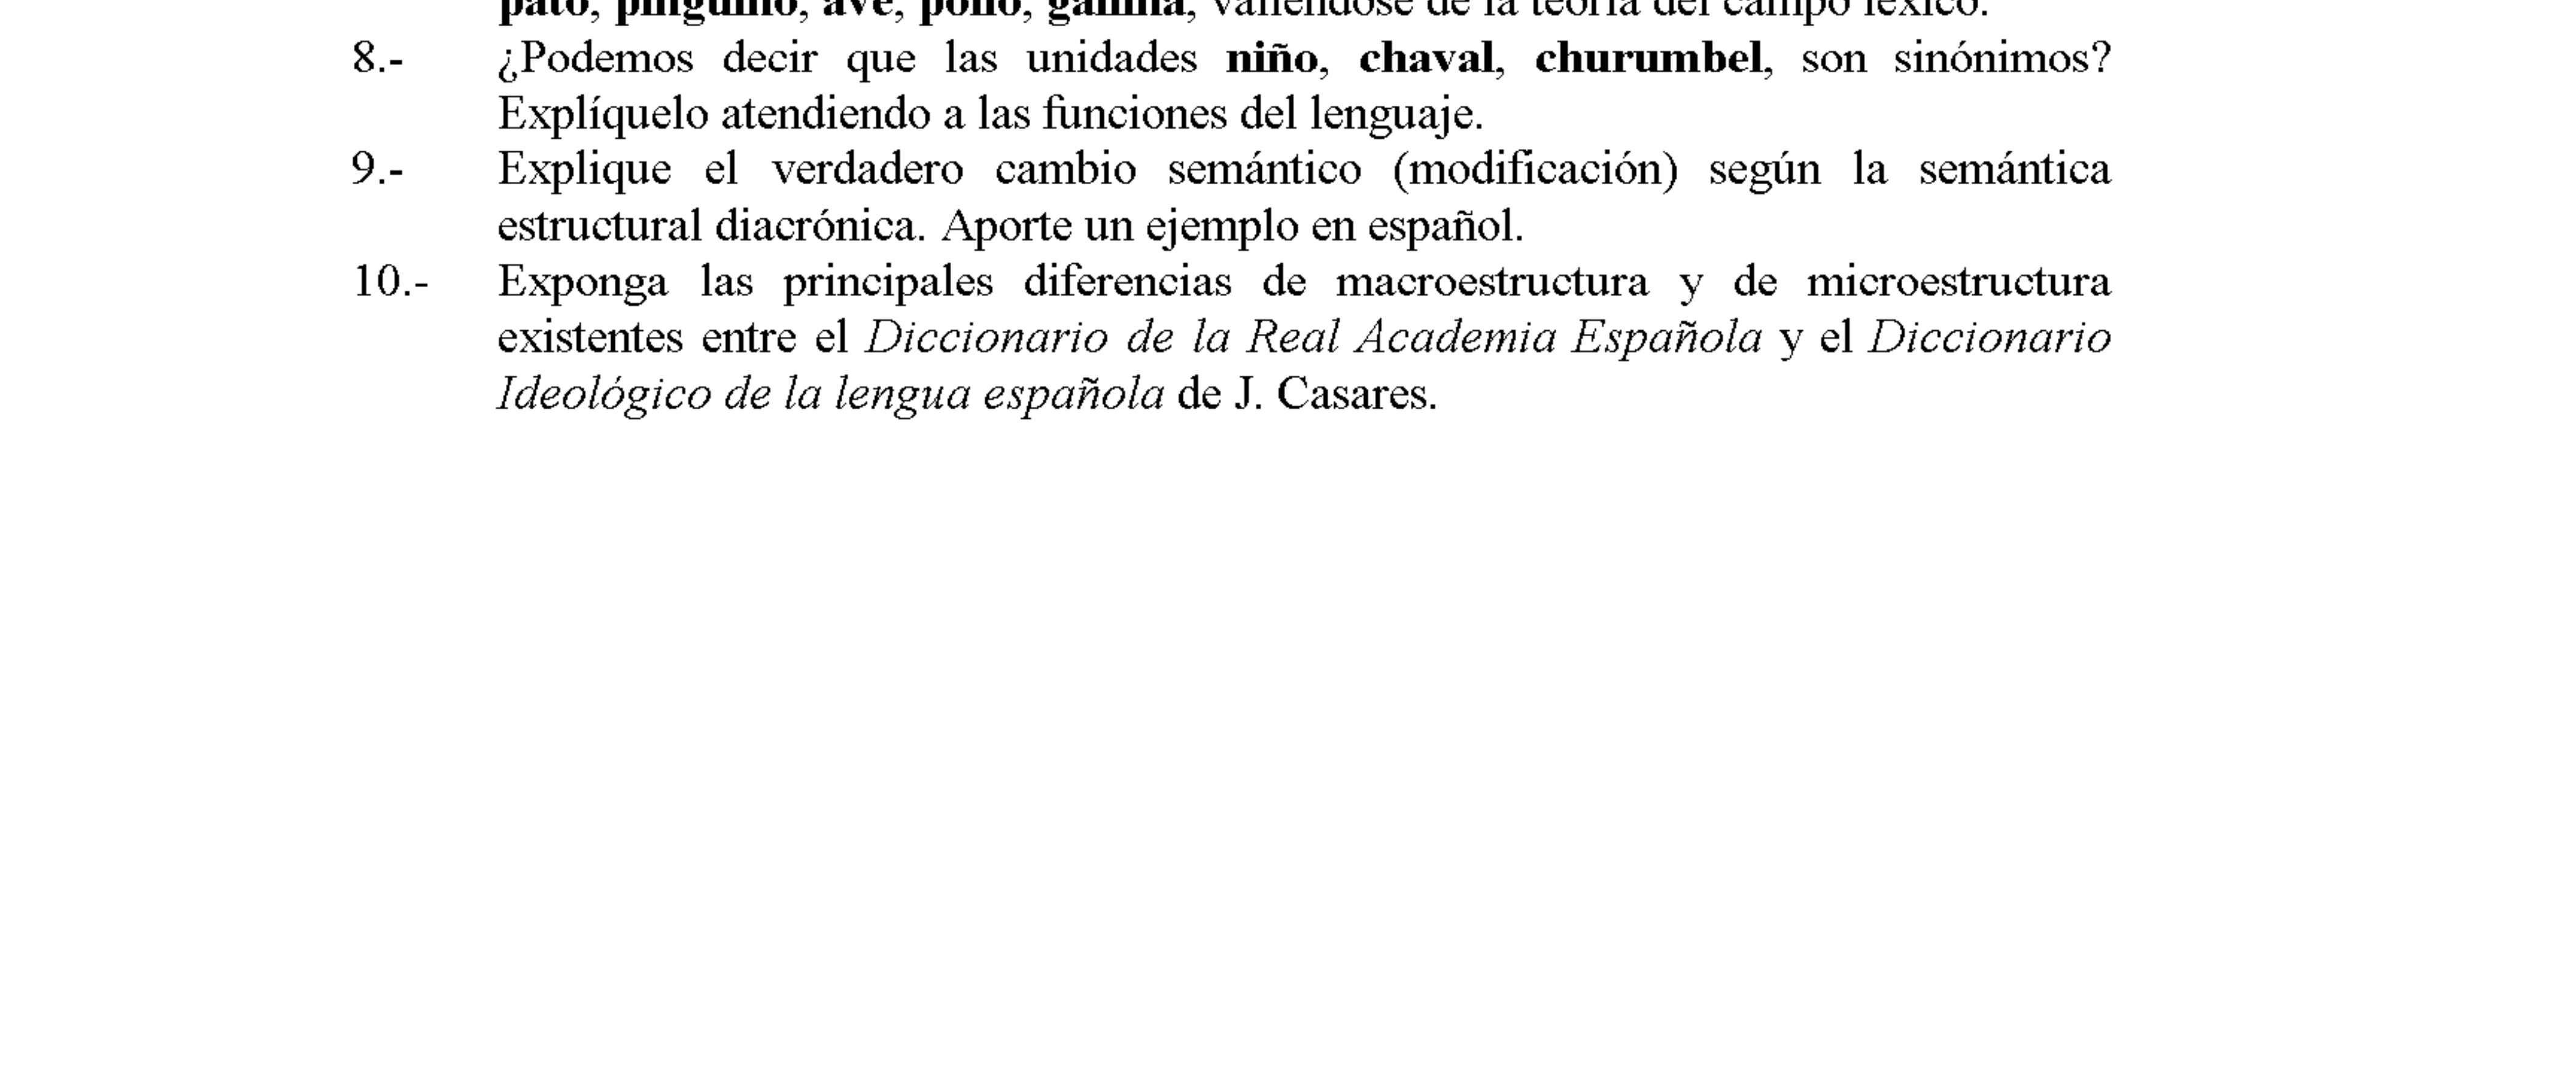 pato, pingüino, ave, pollo, gallina, valiéndose de la teoría del campo léxico.
8.- ¿Podemos decir que las unidades niño, chaval, churumbel, son sinónimos?
Explíquelo atendiendo a las funciones del lenguaje.
9.- Explique el verdadero cambio semántico (modificación) según la semántica
estructural diacrónica. Aporte un ejemplo en español.
10.- Exponga las principales diferencias de macroestructura y de microestructura
existentes entre el Diccionario de la Real Academia Española y el Diccionario
Ideológico de la lengua española de J. Casares.